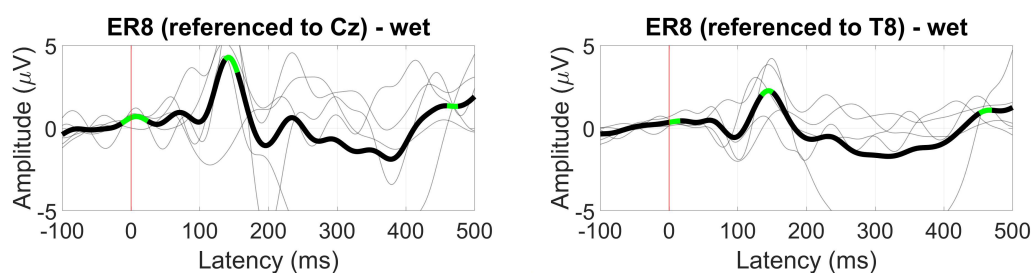 ER8 (referenced to Cz) - wet
Amplitude (μV)
5
0
-5
-100 0 100 200 300 400 500
Latency (ms)
ER8 (referenced to T8) - wet
Amplitude (μV)
5
0
-5
-100 0 100 200 300 400 500
Latency (ms)